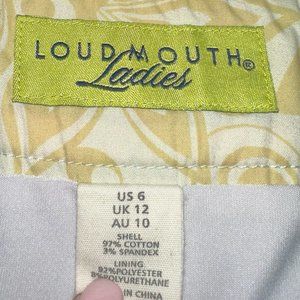 LOUDMOUTH®
Ladies
US 6
UK 12
AU 10
SHELL
97% COTTON
3% SPANDEX
LINING
92%POLYESTER
8%POLYURETHANE
IN CHINA